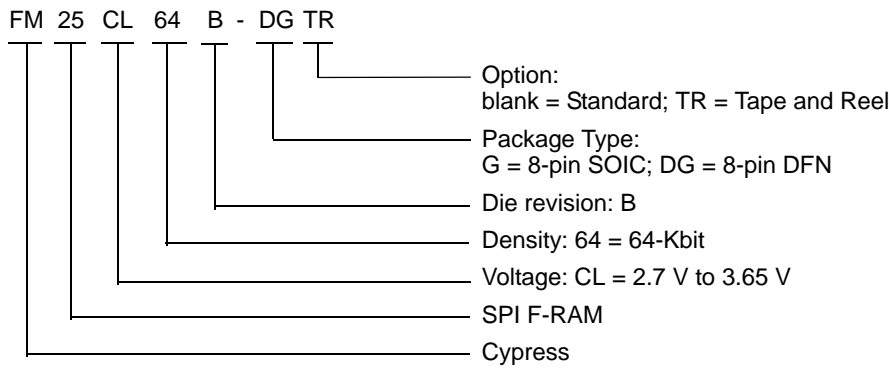 FM 25 CL 64 B - DG TR
Option:
blank = Standard; TR = Tape and Reel
Package Type:
G = 8-pin SOIC; DG = 8-pin DFN
Die revision: B
Density: 64 = 64-Kbit
Voltage: CL = 2.7 V to 3.65 V
SPI F-RAM
Cypress